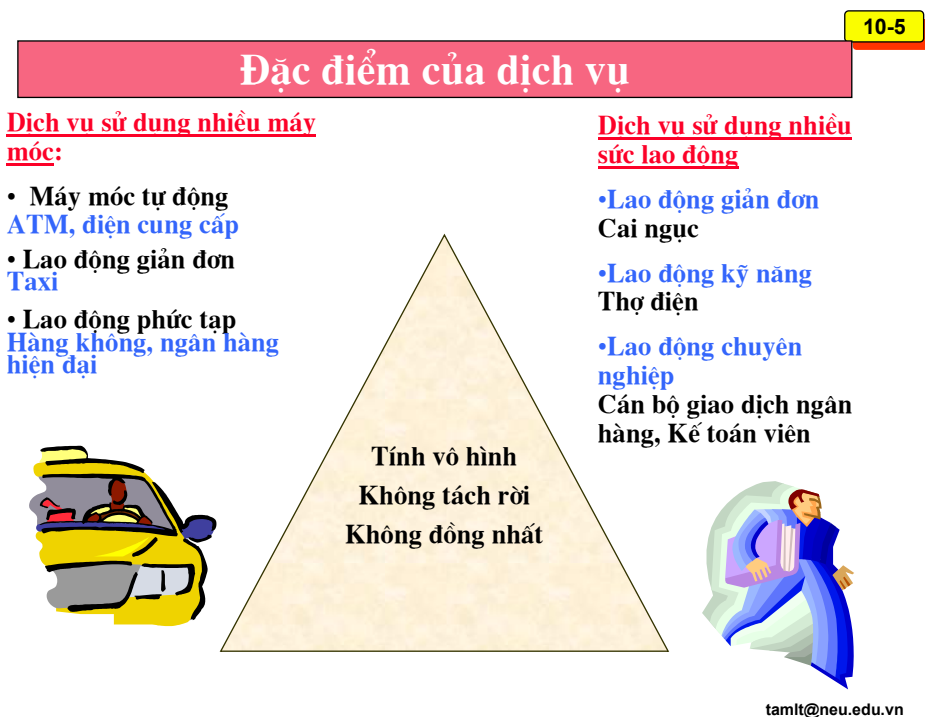 10-5
Đặc điểm của dịch vụ
Dịch vụ sử dụng nhiều máy
móc:
• Máy móc tự động
ATM, điện cung cấp
• Lao động giản đơn
Taxi
• Lao động phức tạp
Hàng không, ngân hàng
hiện đại
Dịch vụ sử dụng nhiều
sức lao động
•Lao động giản đơn
Cai ngục
•Lao động kỹ năng
Thợ điện
•Lao động chuyên
nghiệp
Cán bộ giao dịch ngân
hàng, Kế toán viên
Tính vô hình
Không tách rời
Không đồng nhất
tamlt@neu.edu.vn